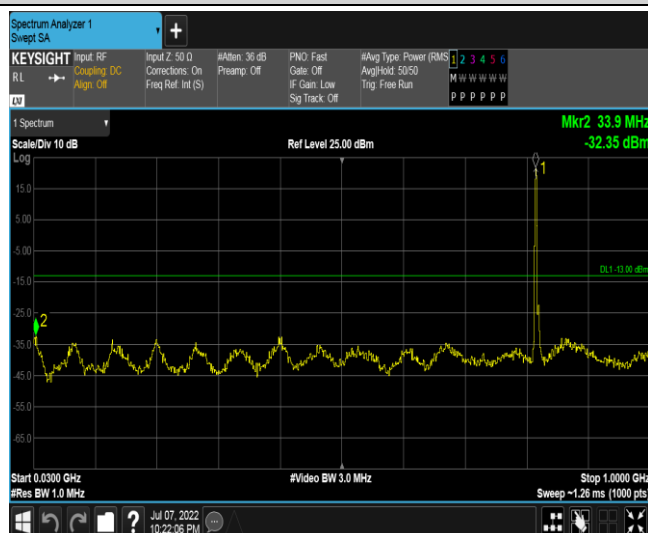 Spectrum Analyzer 1
Swept SA
KEYSIGHT Input: RF Input Z: 50 Ω #Atten: 36 dB PNO: Fast #Avg Type: Power (RMS 1 2 3 4 5 6
RL Coupling: DC Corrections: On Preamp: Off Gate: Off Avg|Hold: 50/50 M W W W W W
Align: Off Freq Ref: Int (S) IF Gain: Low Trig: Free Run
Sig Track: Off P P P P P P
LXI
1 Spectrum Mkr2 33.9 MHz
Scale/Div 10 dB Ref Level 25.00 dBm -32.35 dBm
Log
1
15.0
5.00
-5.00
DL1 -13.00 dBm
-15.0
-25.0
2
-35.0
-45.0
-55.0
-65.0
Start 0.0300 GHz #Video BW 3.0 MHz Stop 1.0000 GHz
#Res BW 1.0 MHz Sweep ~1.26 ms (1000 pts)
? Jul 07, 2022
10:22:06 PM